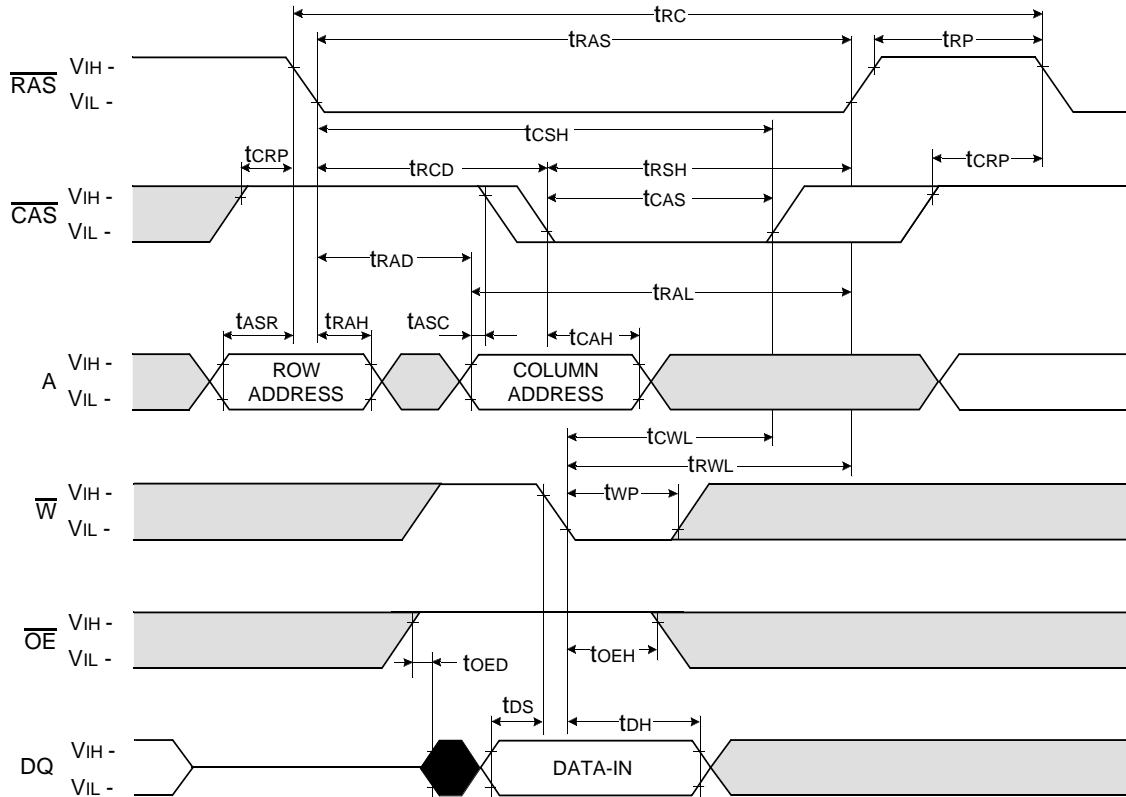 tRC
tRAS
tRP
RAS
VIH -
VIL -
tCSH
tCRP
tRCD
tRSH
tCRP
CAS
VIH -
VIL -
tCAS
tRAD
tRAL
tASR
tRAH
tASC
tCAH
A
VIH -
VIL -
ROW
ADDRESS
COLUMN
ADDRESS
tCWL
tRWL
W
VIH -
VIL -
tWP
OE
VIH -
VIL -
tOED
tOEH
tDS
tDH
DQ
VIH -
VIL -
DATA-IN